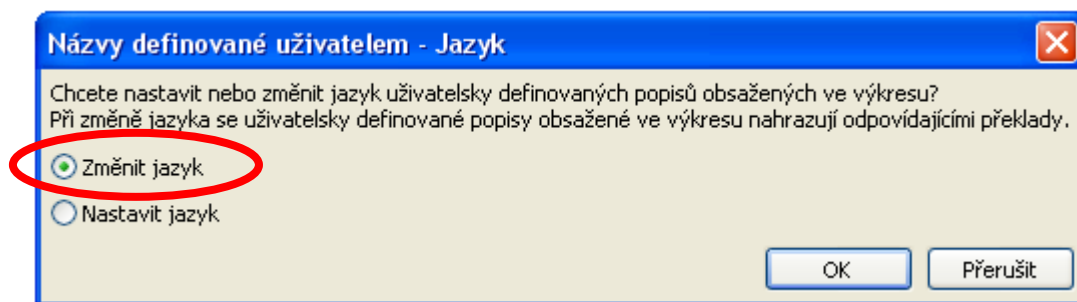 Názvy definované uživatelem - Jazyk
Chcete nastavit nebo změnit jazyk uživatelsky definovaných popisů obsažených ve výkresu?
Při změně jazyka se uživatelsky definované popisy obsažené ve výkresu nahrazují odpovídajícími překlady.
Změnit jazyk
Nastavit jazyk
OK Přerušit